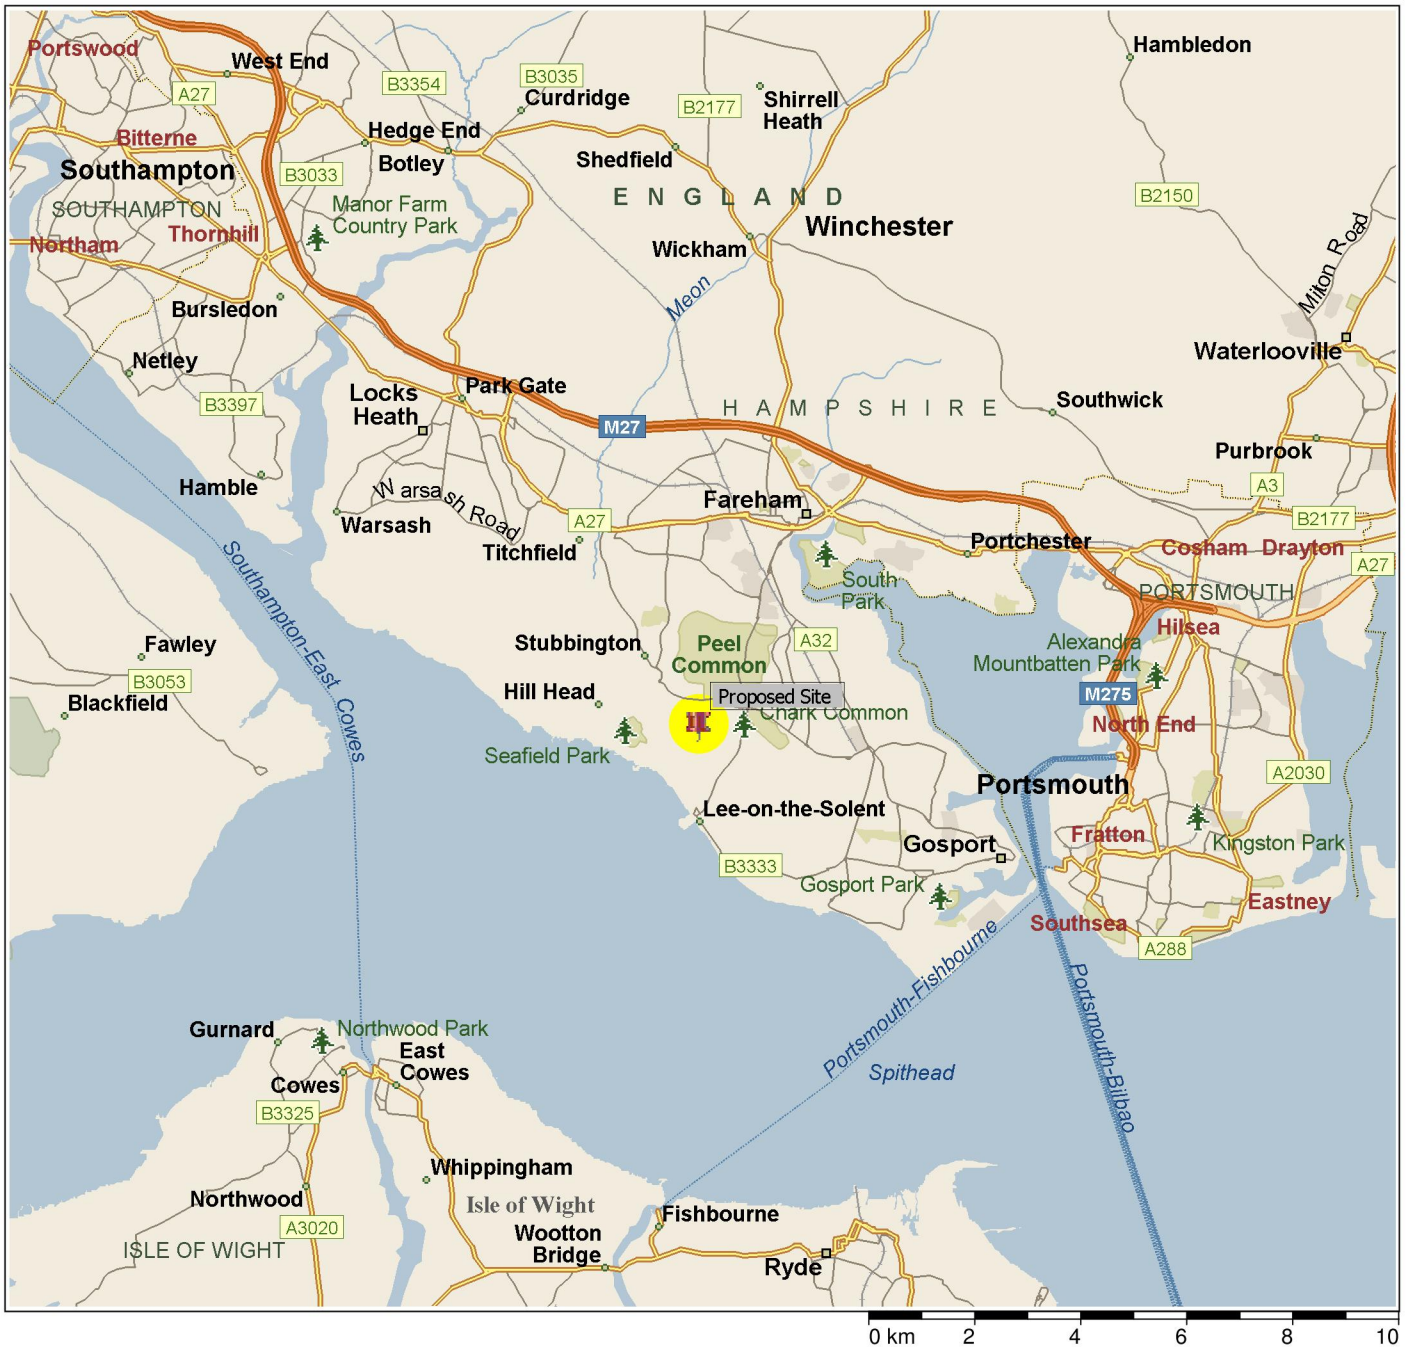 Portswood
West End
Hambledon
A27
B3354
B3035
Curdridge
B2177
Shirrell
Heath
Bitterne
Hedge End
Botley
Shedfield
Southampton
B3033
ENGLAND
B2150
SOUTHAMPTON
Manor Farm
Country Park
Northam
Thornhill
Wickham
Winchester
Milton Road
Bursledon
Meon
Netley
Waterlooville
B3397
Locks
Heath
Park Gate
M27
HAMPSHIRE
Southwick
Purbrook
Hamble
Warsash Road
Warsash
Fareham
A3
A27
B2177
Titchfield
Portchester
Cosham
Drayton
A27
South
Park
PORTSMOUTH
Southampton-East Cowes
Hilsea
Fawley
Stubbington
Peel
Common
A32
Alexandra
Mountbatten Park
B3053
Blackfield
Hill Head
Proposed Site
M275
Chark Common
North End
Seafield Park
Portsmouth
A2030
Lee-on-the-Solent
Fratton
Kingston Park
B3333
Gosport
Gosport Park
Eastney
Southsea
A288
Portsmouth-Fishbourne
Portsmouth-Bilbao
Gurnard
Northwood Park
East
Cowes
Cowes
Spithead
B3325
Whippingham
Northwood
Isle of Wight
A3020
Fishbourne
ISLE OF WIGHT
Wootton
Bridge
Ryde
0 km 2 4 6 8 10